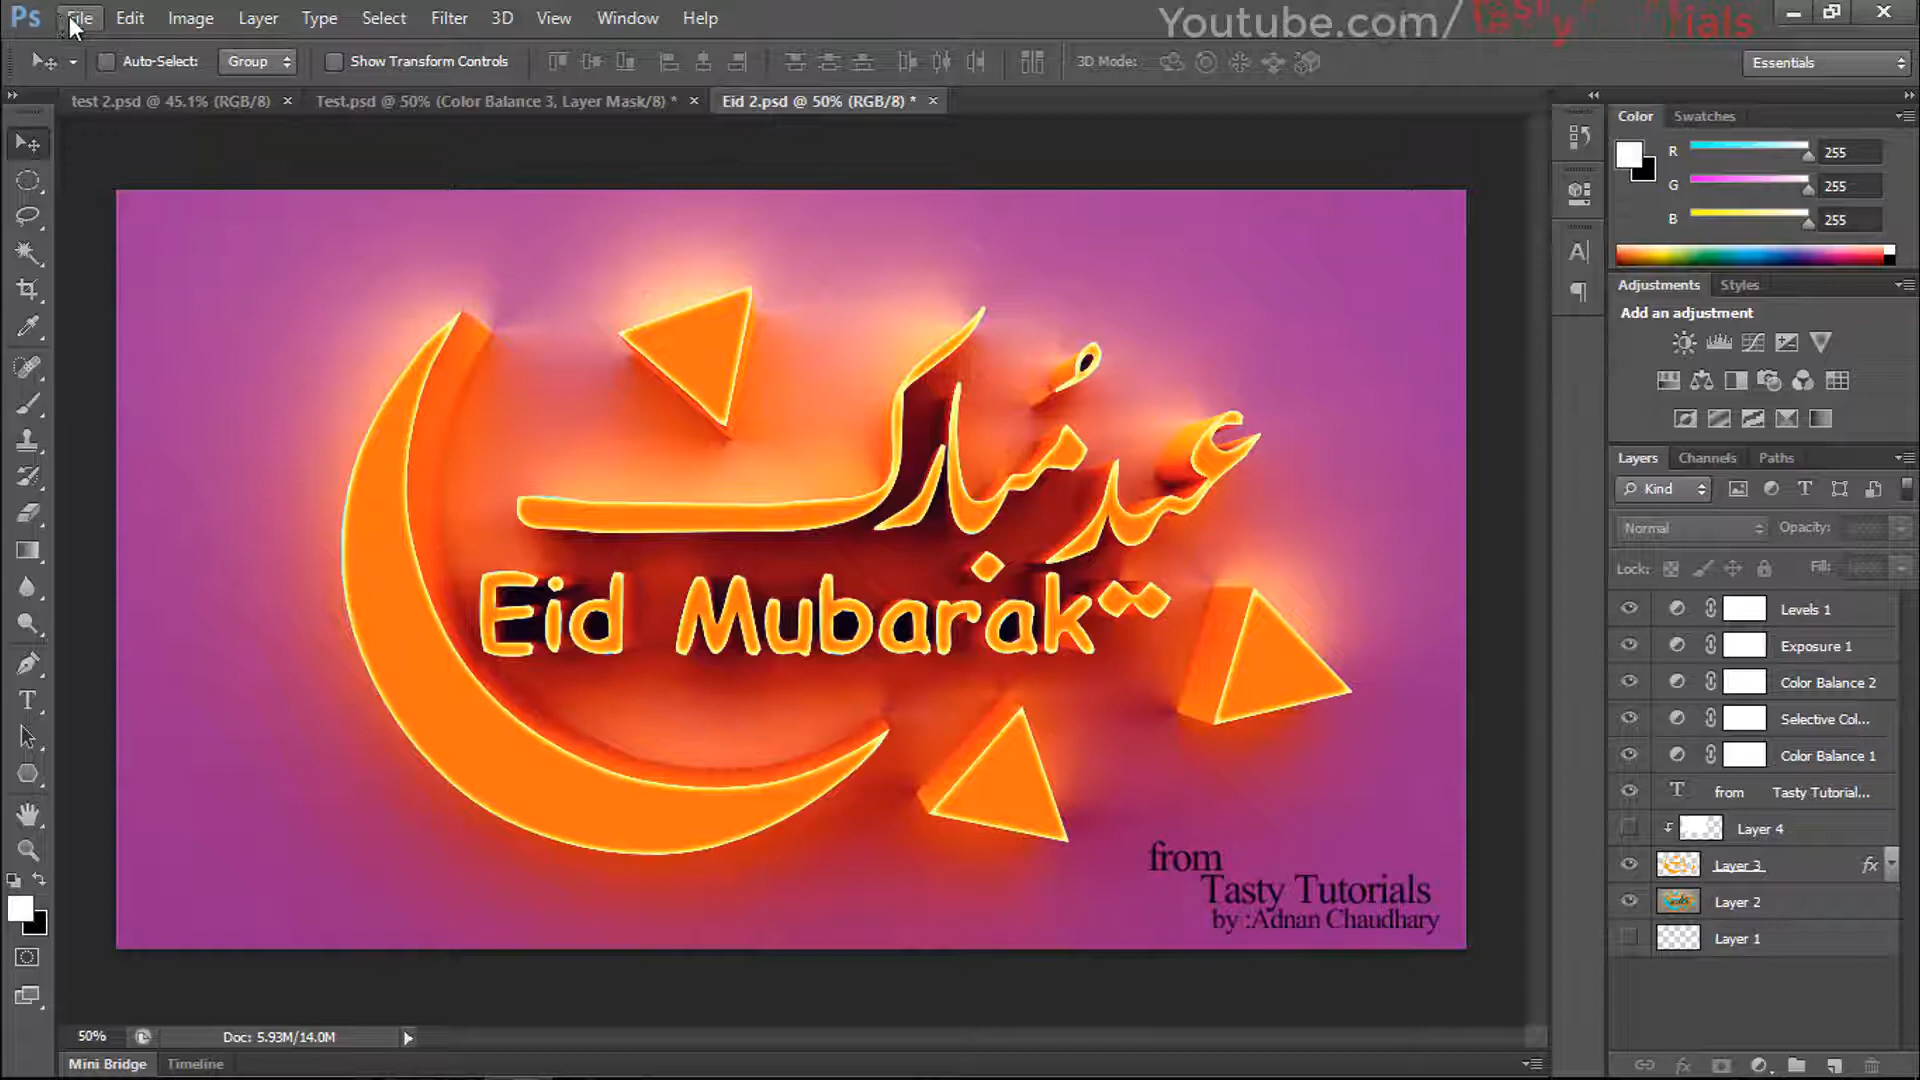 Ps File Edit Image Layer Type Select Filter 3D View Window Help
Youtube.com/
Auto-Select: Group Show Transform Controls 3D Mode: Essentials
test 2.psd @ 45.1% (RGB/8) × Test.psd @ 50% (Color Balance 3, Layer Mask/8) * × Eid 2.psd @ 50% (RGB/8) * ×
Color Swatches
R 255
G 255
B 255
Adjustments Styles
Add an adjustment
Layers Channels Paths
Kind
Normal Opacity:
Lock: Fill:
Levels 1
Exposure 1
Color Balance 2
Selective Col...
Color Balance 1
T from Tasty Tutorial...
Layer 4
Layer 3 fx
Layer 2
Layer 1
عید مُبارک
Eid Mubarak
from
Tasty Tutorials
by :Adnan Chaudhary
50% Doc: 5.93M/14.0M
Mini Bridge Timeline